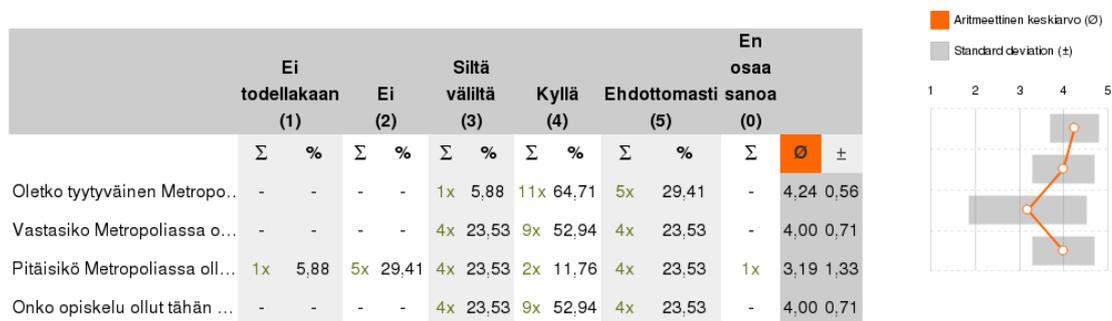 Aritmeettinen keskiarvo (Ø)
Standard deviation (±)
Ei todellakaan (1) Ei (2) Siltä väliltä (3) Kyllä (4) Ehdottomasti (5) En osaa sanoa (0)
1 2 3 4 5
Σ % Σ % Σ % Σ % Σ % Σ Ø ±
Oletko tyytyväinen Metropo... - - - - 1x 5,88 11x 64,71 5x 29,41 - 4,24 0,56
Vastasiko Metropoliassa o... - - - - 4x 23,53 9x 52,94 4x 23,53 - 4,00 0,71
Pitäisikö Metropoliassa oll... 1x 5,88 5x 29,41 4x 23,53 2x 11,76 4x 23,53 1x 3,19 1,33
Onko opiskelu ollut tähän ... - - - - 4x 23,53 9x 52,94 4x 23,53 - 4,00 0,71